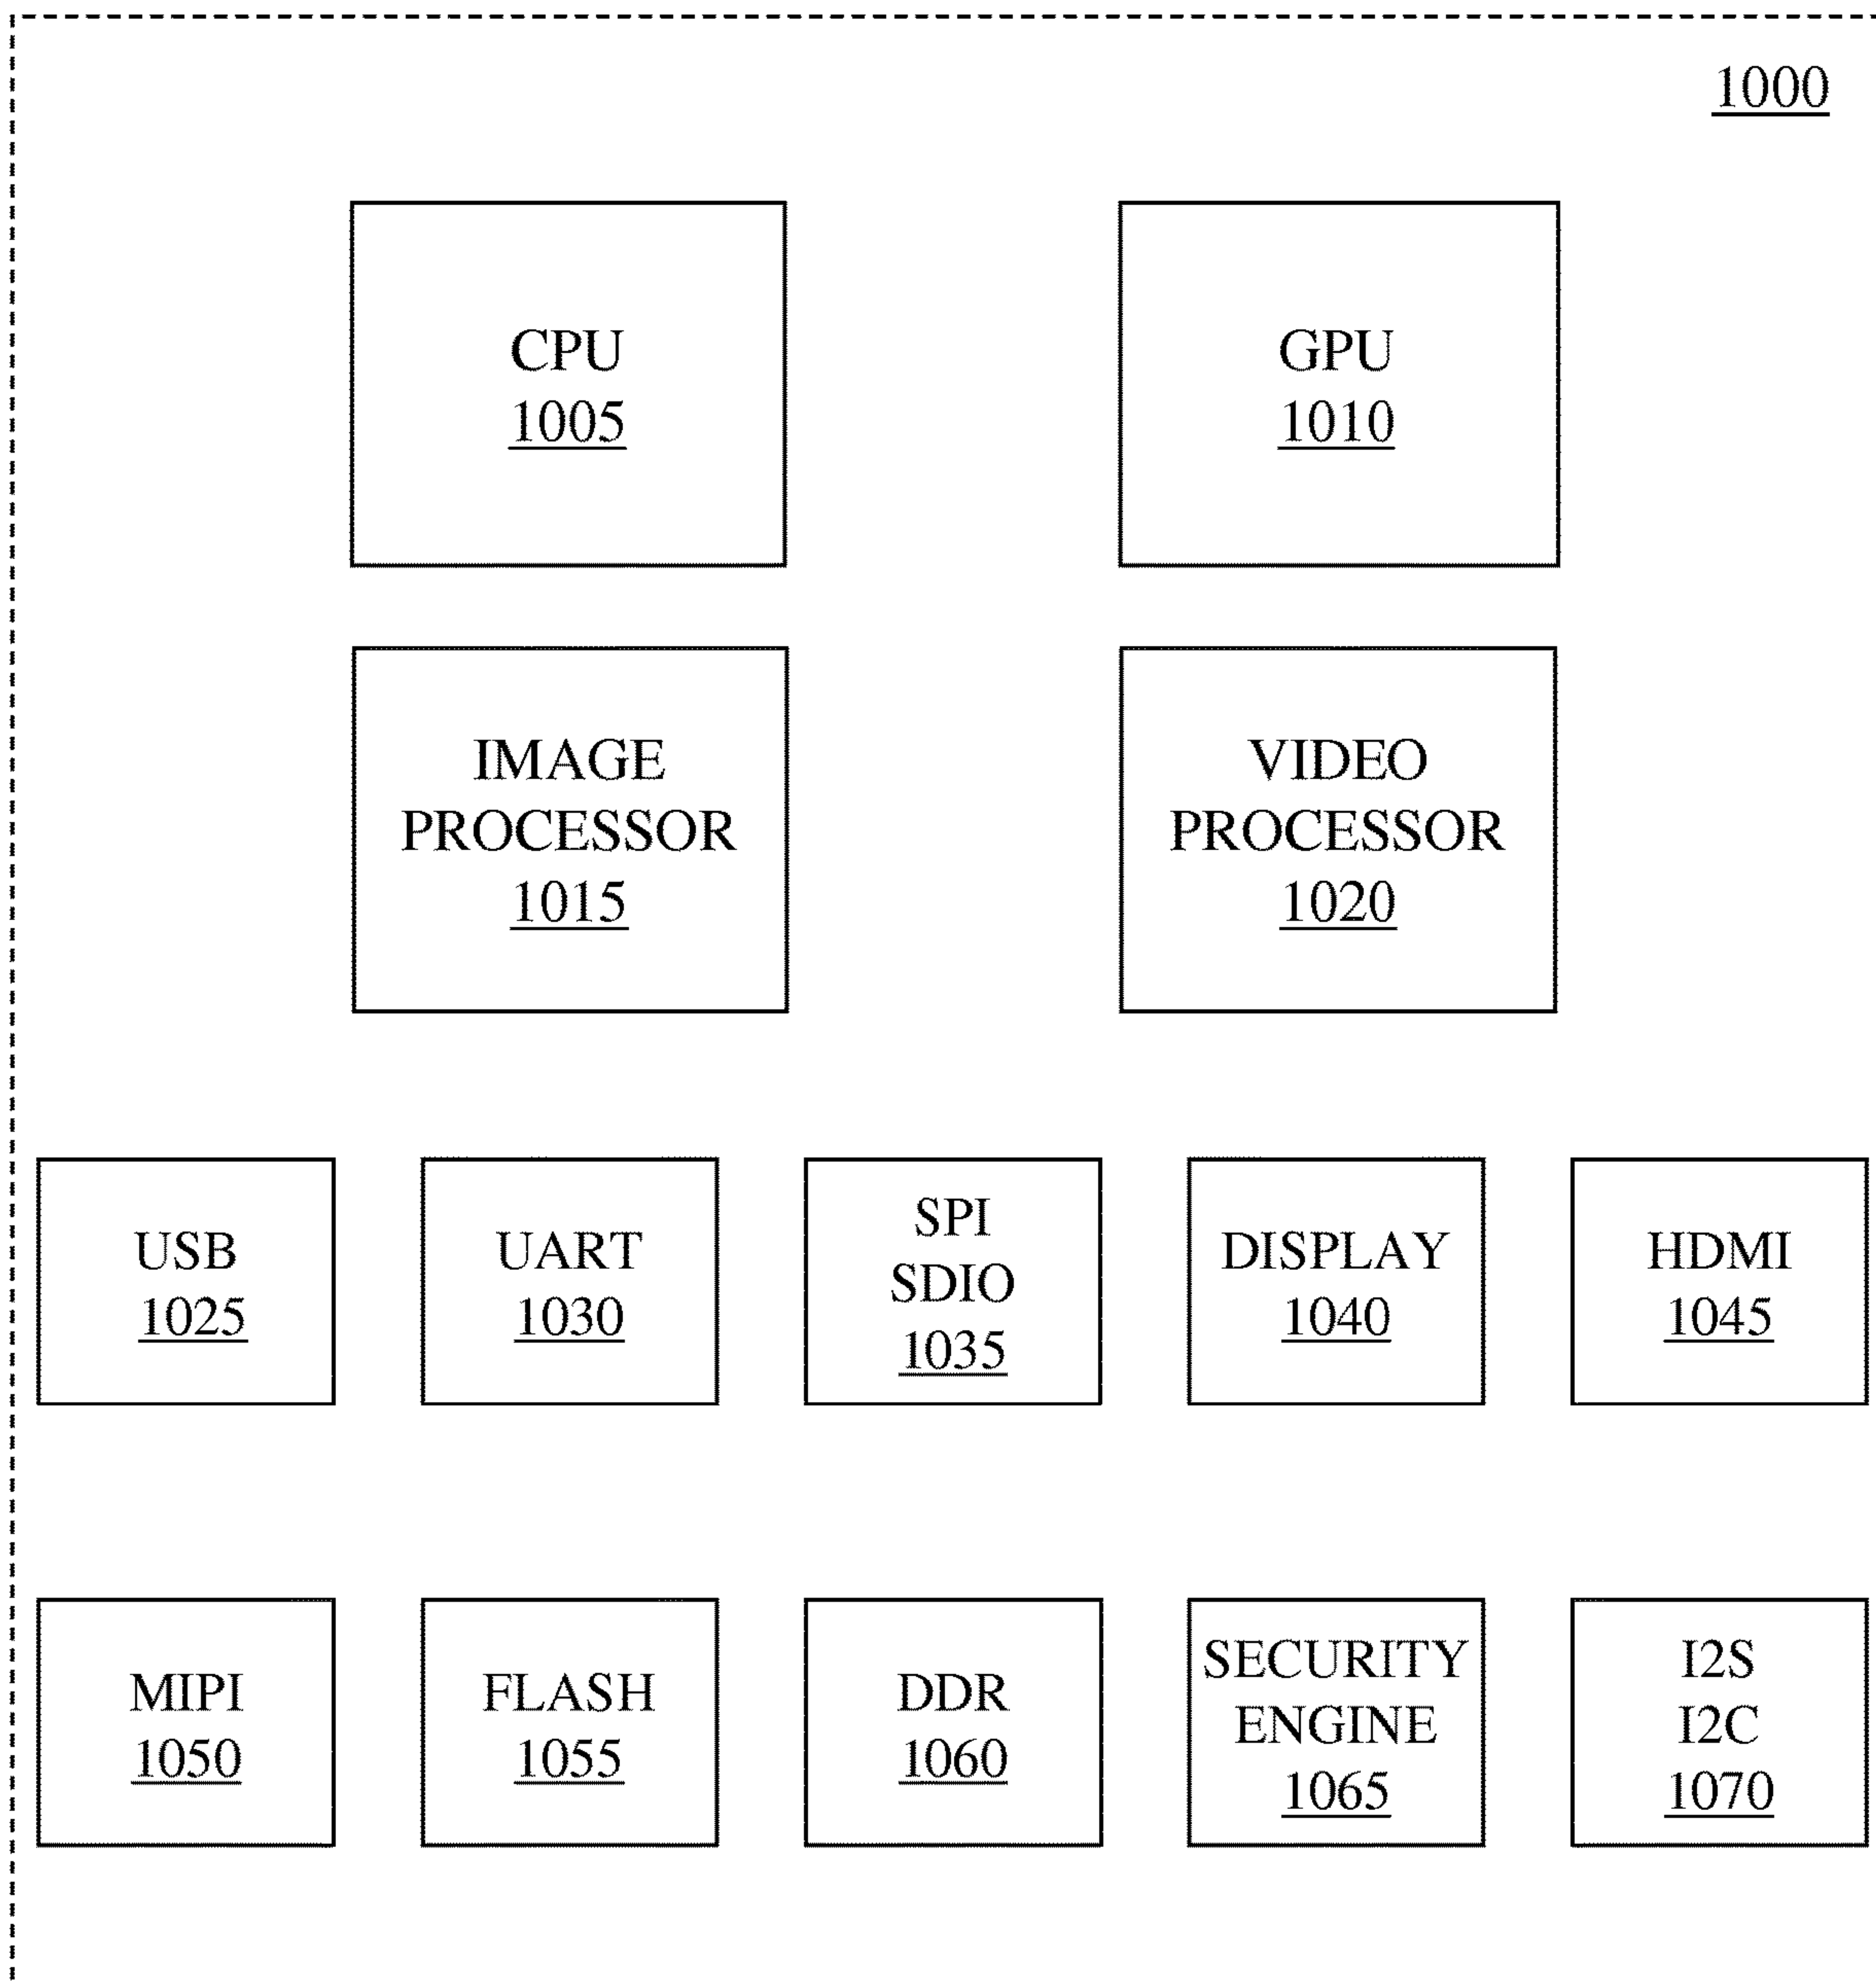 1000
CPU
1005
GPU
1010
IMAGE
PROCESSOR
1015
VIDEO
PROCESSOR
1020
USB
1025
UART
1030
SPI
SDIO
1035
DISPLAY
1040
HDMI
1045
MIPI
1050
FLASH
1055
DDR
1060
SECURITY
ENGINE
1065
I2S
I2C
1070